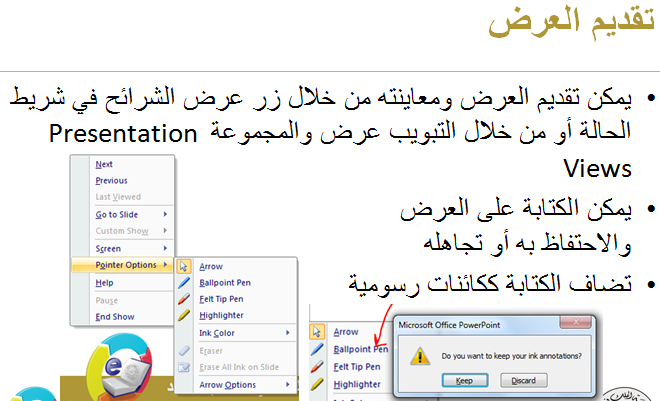 تقديم العرض
• يمكن تقديم العرض ومعاينته من خلال زر عرض الشرائح في شريط
الحالة أو من خلال التبويب عرض والمجموعة Presentation
Views
• يمكن الكتابة على العرض
والاحتفاظ به أو تجاهله
• تضاف الكتابة ككائنات رسومية
Next
Previous
Last Viewed
Go to Slide
Custom Show
Screen
Pointer Options
Help
Pause
End Show
Arrow
Ballpoint Pen
Felt Tip Pen
Highlighter
Ink Color
Eraser
Erase All Ink on Slide
Arrow Options
Arrow
Ballpoint Pen
Felt Tip Pen
Highlighter
Microsoft Office PowerPoint
Do you want to keep your ink annotations?
Keep
Discard